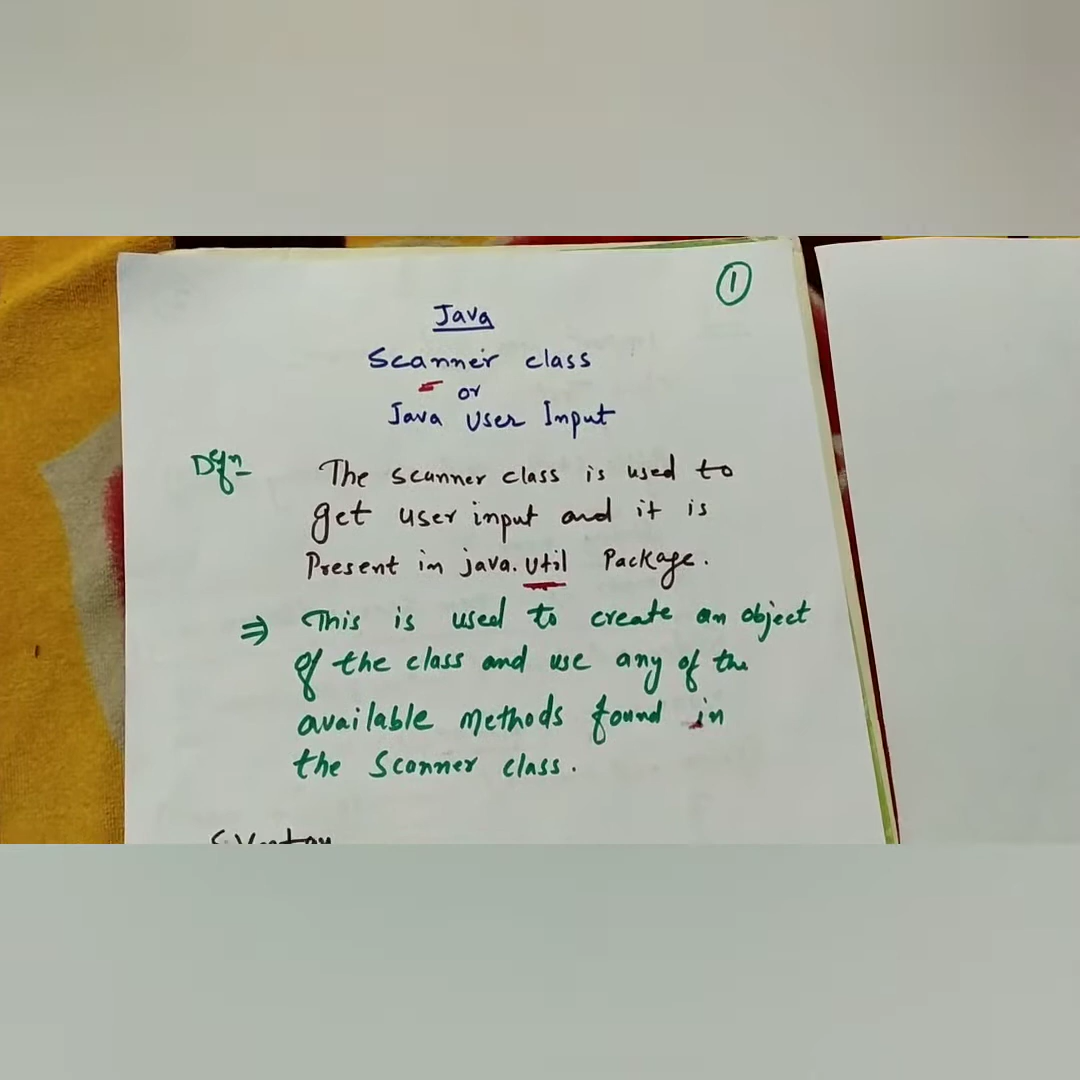 1
Java
Scanner class
or
Java User Input
Defn
The scanner class is used to
get user input and it is
Present in java.util Package.
⇒ This is used to create an object
of the class and use any of the
available methods found in
the Scanner class.